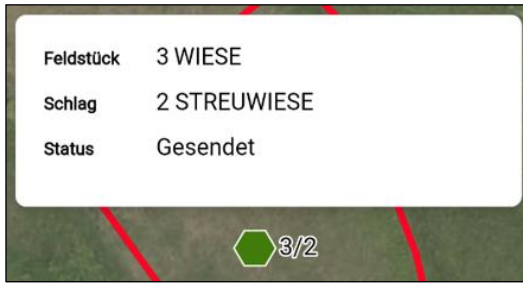 Feldstück 3 WIESE
Schlag 2 STREUWIESE
Status Gesendet
3/2